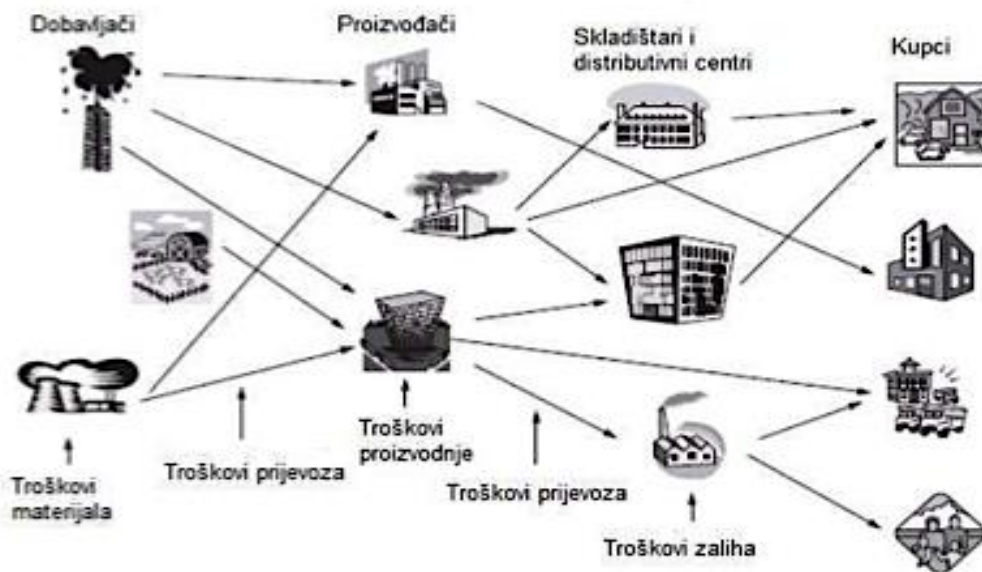 Dobavljači
Proizvođači
Skladištari i
distributivni centri
Kupci
Troškovi
materijala
Troškovi prijevoza
Troškovi
proizvodnje
Troškovi prijevoza
Troškovi zaliha